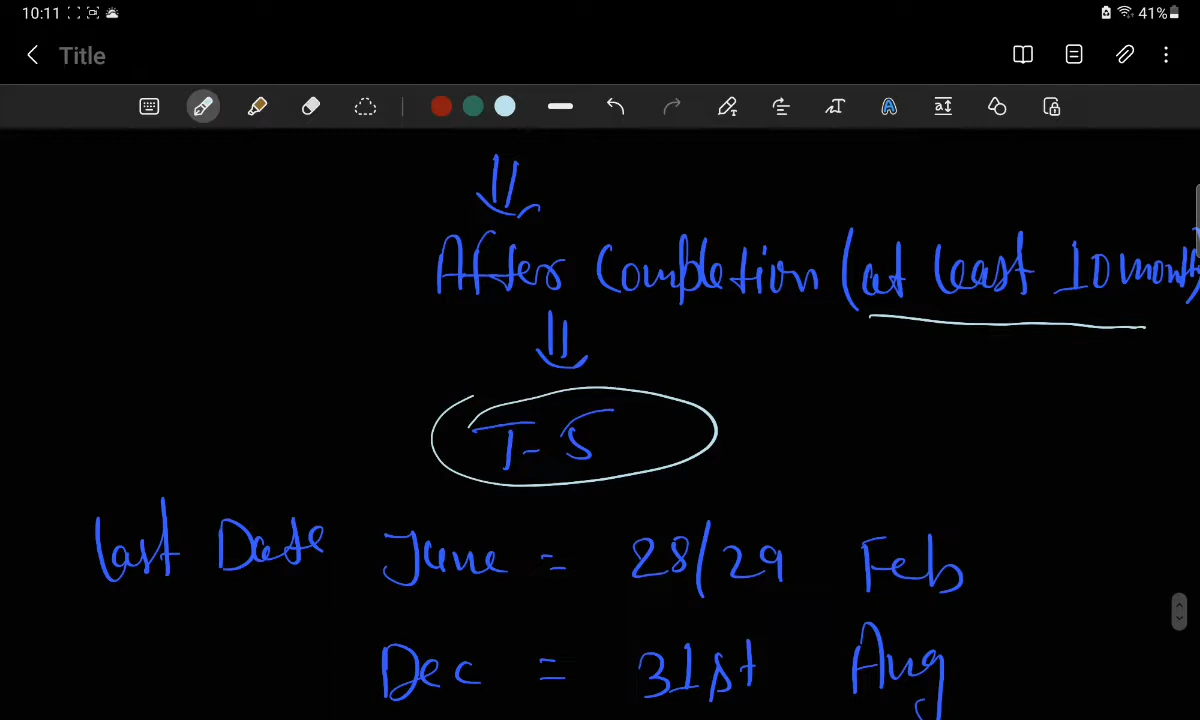 10:11 41%
Title
After Completion (at least 10 month)
T-5
last Date June = 28/29 Feb
Dec = 31st Aug